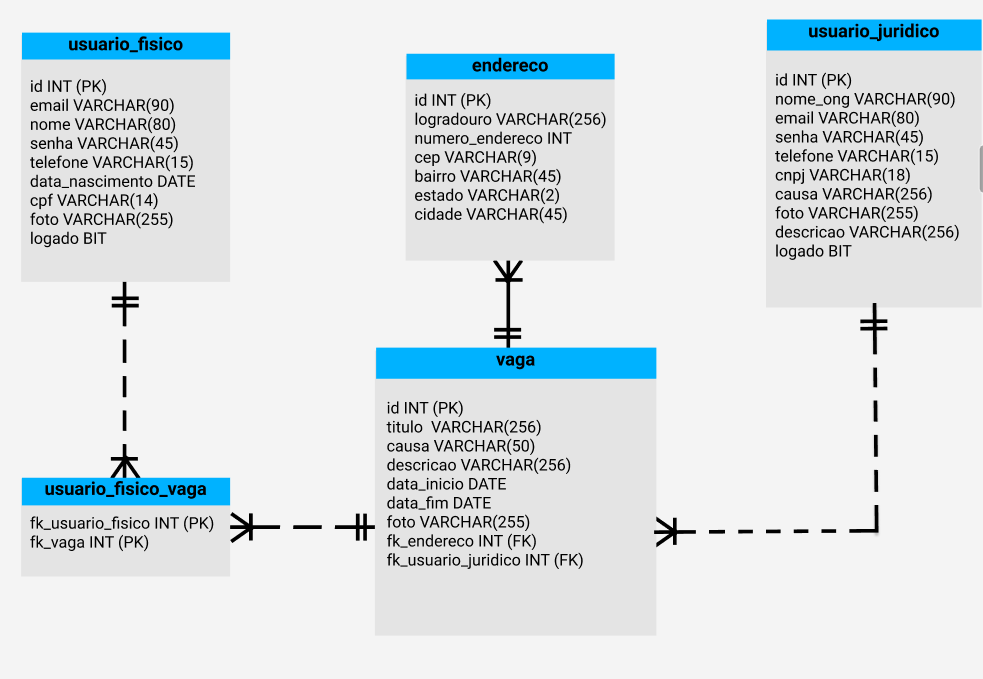 usuario_fisico
id INT (PK)
email VARCHAR(90)
nome VARCHAR(80)
senha VARCHAR(45)
telefone VARCHAR(15)
data_nascimento DATE
cpf VARCHAR(14)
foto VARCHAR(255)
logado BIT
endereco
id INT (PK)
logradouro VARCHAR(256)
numero_endereco INT
cep VARCHAR(9)
bairro VARCHAR(45)
estado VARCHAR(2)
cidade VARCHAR(45)
usuario_juridico
id INT (PK)
nome_ong VARCHAR(90)
email VARCHAR(80)
senha VARCHAR(45)
telefone VARCHAR(15)
cnpj VARCHAR(18)
causa VARCHAR(256)
foto VARCHAR(255)
descricao VARCHAR(256)
logado BIT
usuario_fisico_vaga
fk_usuario_fisico INT (PK)
fk_vaga INT (PK)
vaga
id INT (PK)
titulo  VARCHAR(256)
causa VARCHAR(50)
descricao VARCHAR(256)
data_inicio DATE
data_fim DATE
foto VARCHAR(255)
fk_endereco INT (FK)
fk_usuario_juridico INT (FK)